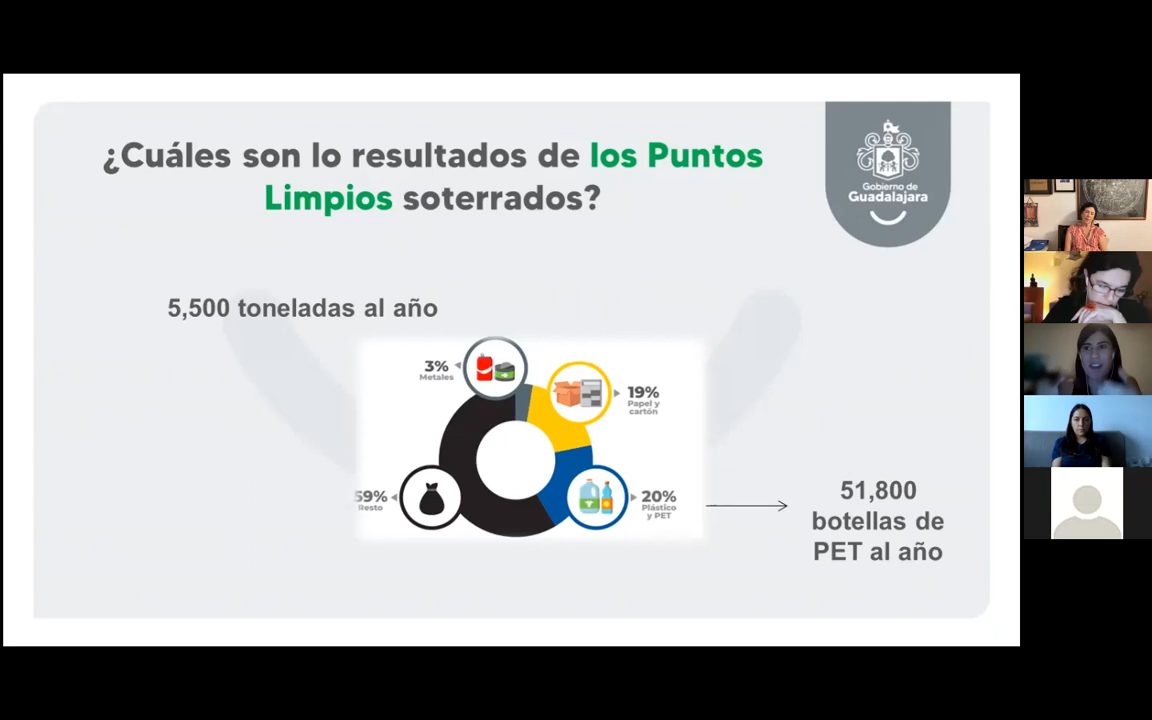 ¿Cuáles son lo resultados de los Puntos
Limpios soterrados?
Gobierno de
Guadalajara
5,500 toneladas al año
3%
Metales
19%
Papel y
cartón
59%
Resto
20%
Plástico
y PET
51,800
botellas de
PET al año